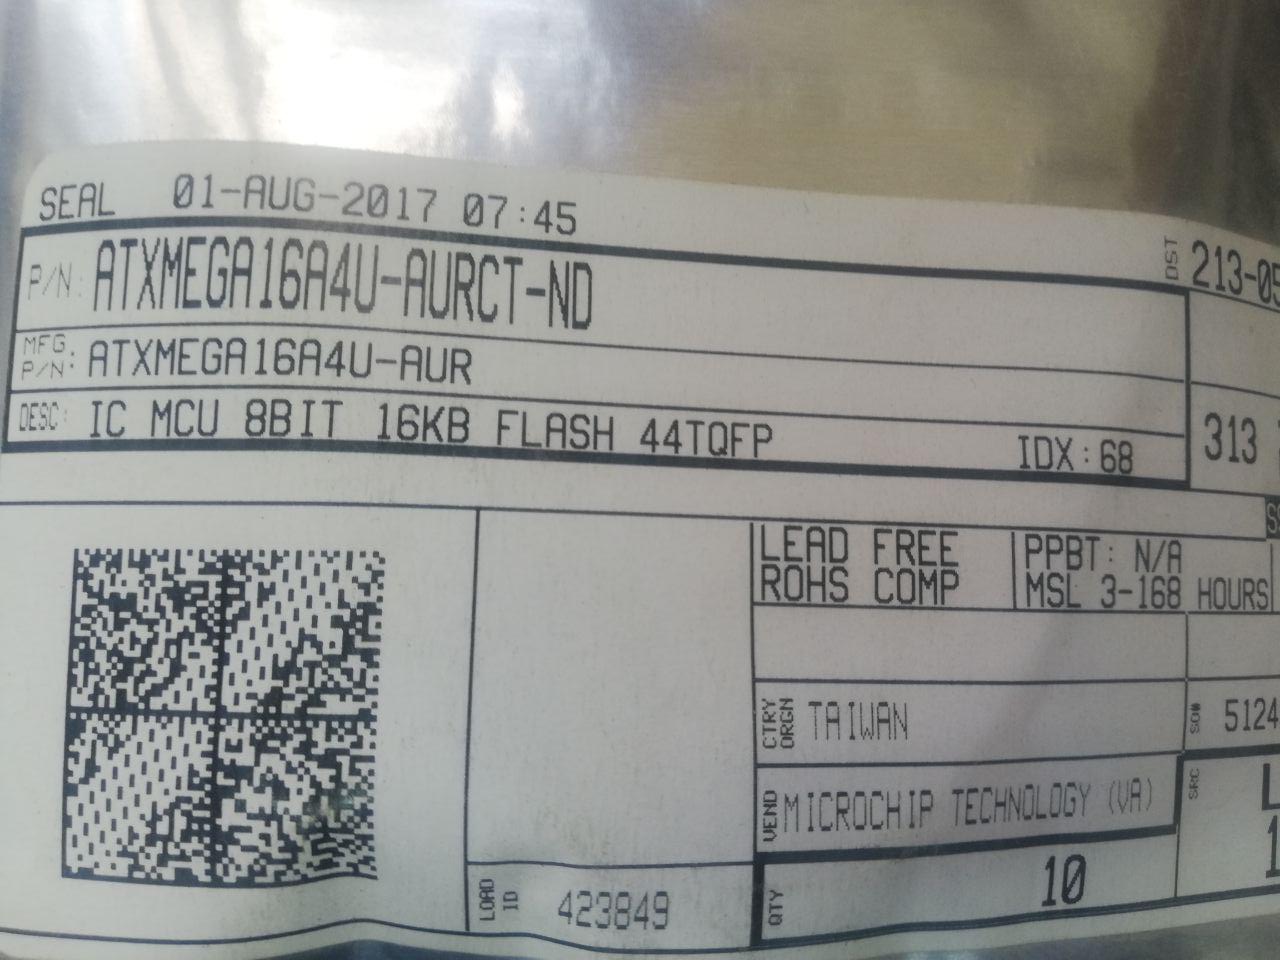 SEAL 01-AUG-2017 07:45
DST 213-05
P/N: ATXMEGA16A4U-AURCT-ND
MFG P/N: ATXMEGA16A4U-AUR
DESC: IC MCU 8BIT 16KB FLASH 44TQFP IDX:68
313
LEAD FREE
ROHS COMP
PPBT: N/A
MSL 3-168 HOURS
CTRY ORGN TAIWAN
SO# 5124
VEND MICROCHIP TECHNOLOGY (VA)
SRC
LOAD ID 423849
QTY 10